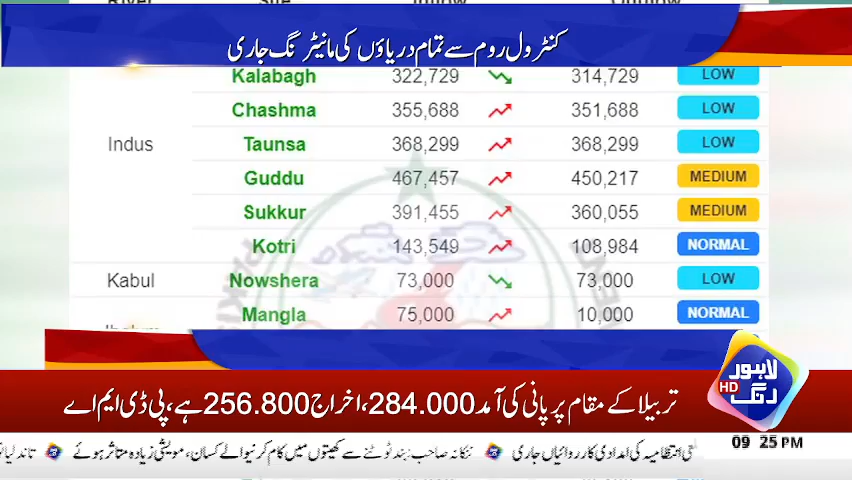 River Site Inflow Outflow
کنٹرول روم سے تمام دریاؤں کی مانیٹرنگ جاری
Kalabagh 322,729 314,729 LOW
Chashma 355,688 351,688 LOW
Indus Taunsa 368,299 368,299 LOW
Guddu 467,457 450,217 MEDIUM
Sukkur 391,455 360,055 MEDIUM
Kotri 143,549 108,984 NORMAL
Kabul Nowshera 73,000 73,000 LOW
Mangla 75,000 10,000 NORMAL
لاہور
رنگ
HD
تربیلا کے مقام پر پانی کی آمد 284.000،اخراج 256.800 ہے،پی ڈی ایم اے
09 25 PM
انتظامیہ کی امدادی کارروائیاں جاری ننکانہ صاحب:بند ٹوٹنے سے کھیتوں میں کام کرنیوالے کسان،مویشی زیادہ متاثر ہوئے